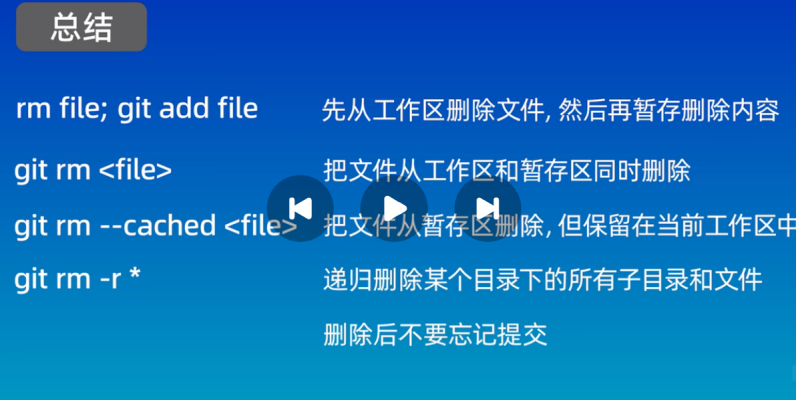 总结
rm file; git add file 先从工作区删除文件, 然后再暂存删除内容
git rm <file> 把文件从工作区和暂存区同时删除
git rm --cached <file> 把文件从暂存区删除, 但保留在当前工作区中
git rm -r * 递归删除某个目录下的所有子目录和文件
删除后不要忘记提交